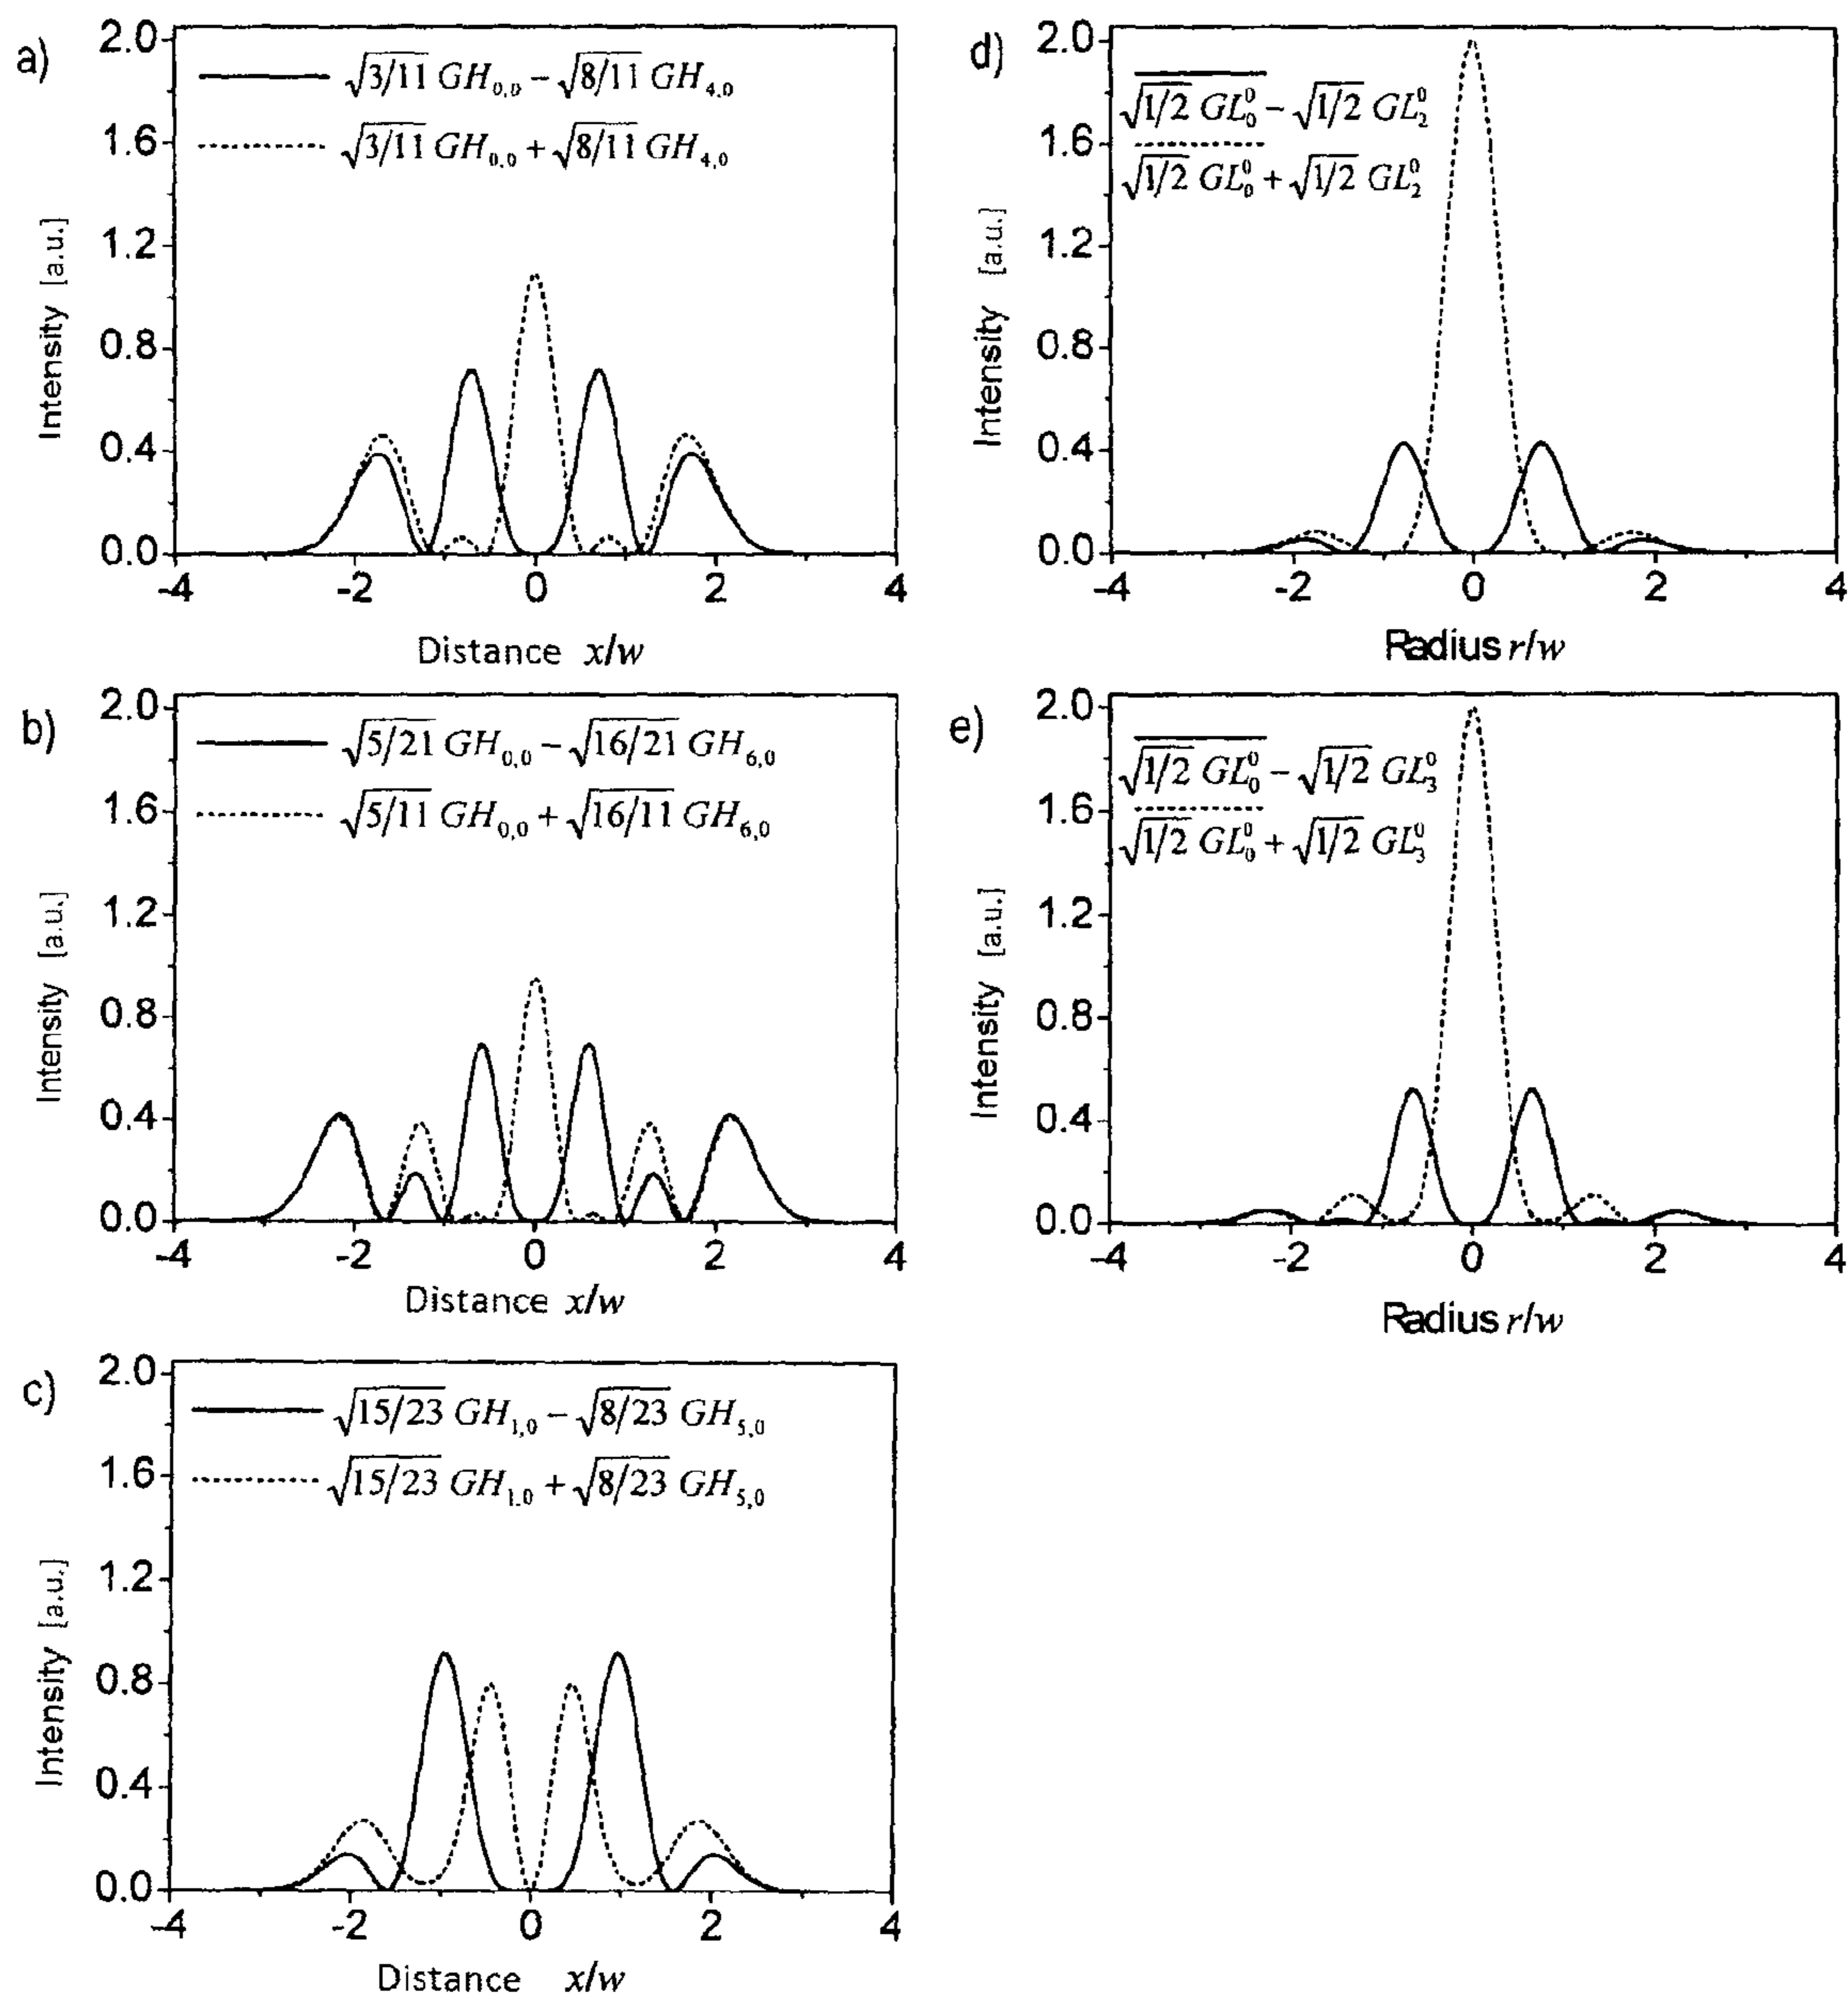 a)
2.0
1.6
1.2
0.8
0.4
0.0
√3/11 GH0,0 − √8/11 GH4,0
√3/11 GH0,0 + √8/11 GH4,0
Intensity [a.u.]
-4 -2 0 2 4
Distance x/w
b)
2.0
1.6
1.2
0.8
0.4
0.0
√5/21 GH0,0 − √16/21 GH6,0
√5/11 GH0,0 + √16/11 GH6,0
Intensity [a.u.]
-4 -2 0 2 4
Distance x/w
c)
2.0
1.6
1.2
0.8
0.4
0.0
√15/23 GH1,0 − √8/23 GH5,0
√15/23 GH1,0 + √8/23 GH5,0
Intensity [a.u.]
-4 -2 0 2 4
Distance x/w
d)
2.0
1.6
1.2
0.8
0.4
0.0
√1/2 GL⁰₀ − √1/2 GL⁰₂
√1/2 GL⁰₀ + √1/2 GL⁰₂
Intensity [a.u.]
-4 -2 0 2 4
Radius r/w
e)
2.0
1.6
1.2
0.8
0.4
0.0
√1/2 GL⁰₀ − √1/2 GL⁰₃
√1/2 GL⁰₀ + √1/2 GL⁰₃
Intensity [a.u.]
-4 -2 0 2 4
Radius r/w